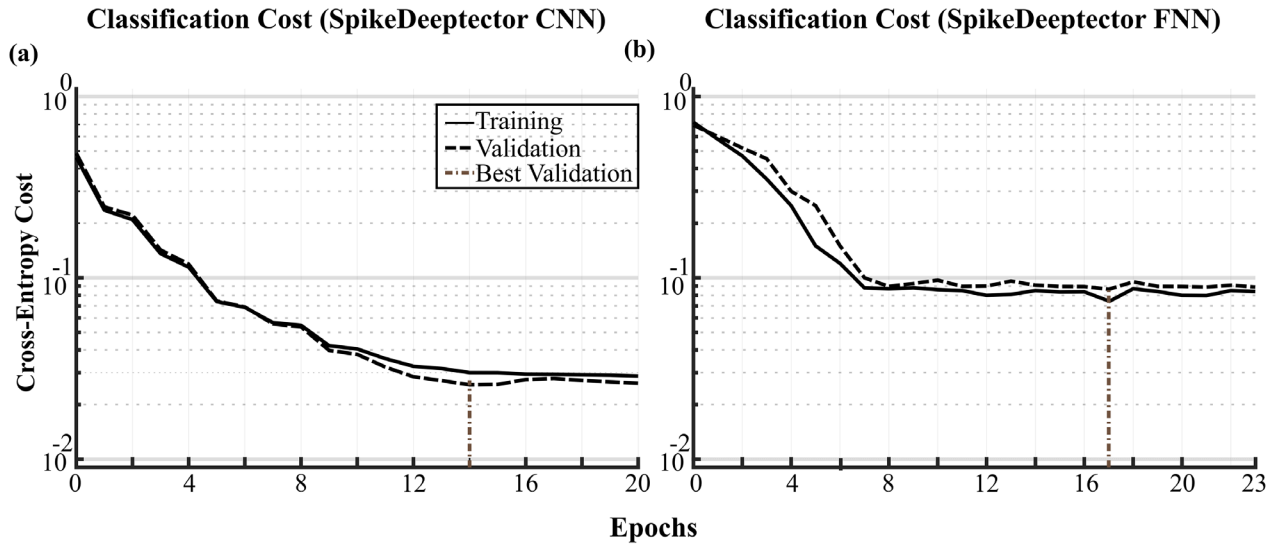 Classification Cost (SpikeDeeptector CNN)
Classification Cost (SpikeDeeptector FNN)
(a)
(b)
Cross-Entropy Cost
10^0
10^-1
10^-2
Training
Validation
Best Validation
0 4 8 12 16 20
10^0
10^-1
10^-2
0 4 8 12 16 20 23
Epochs